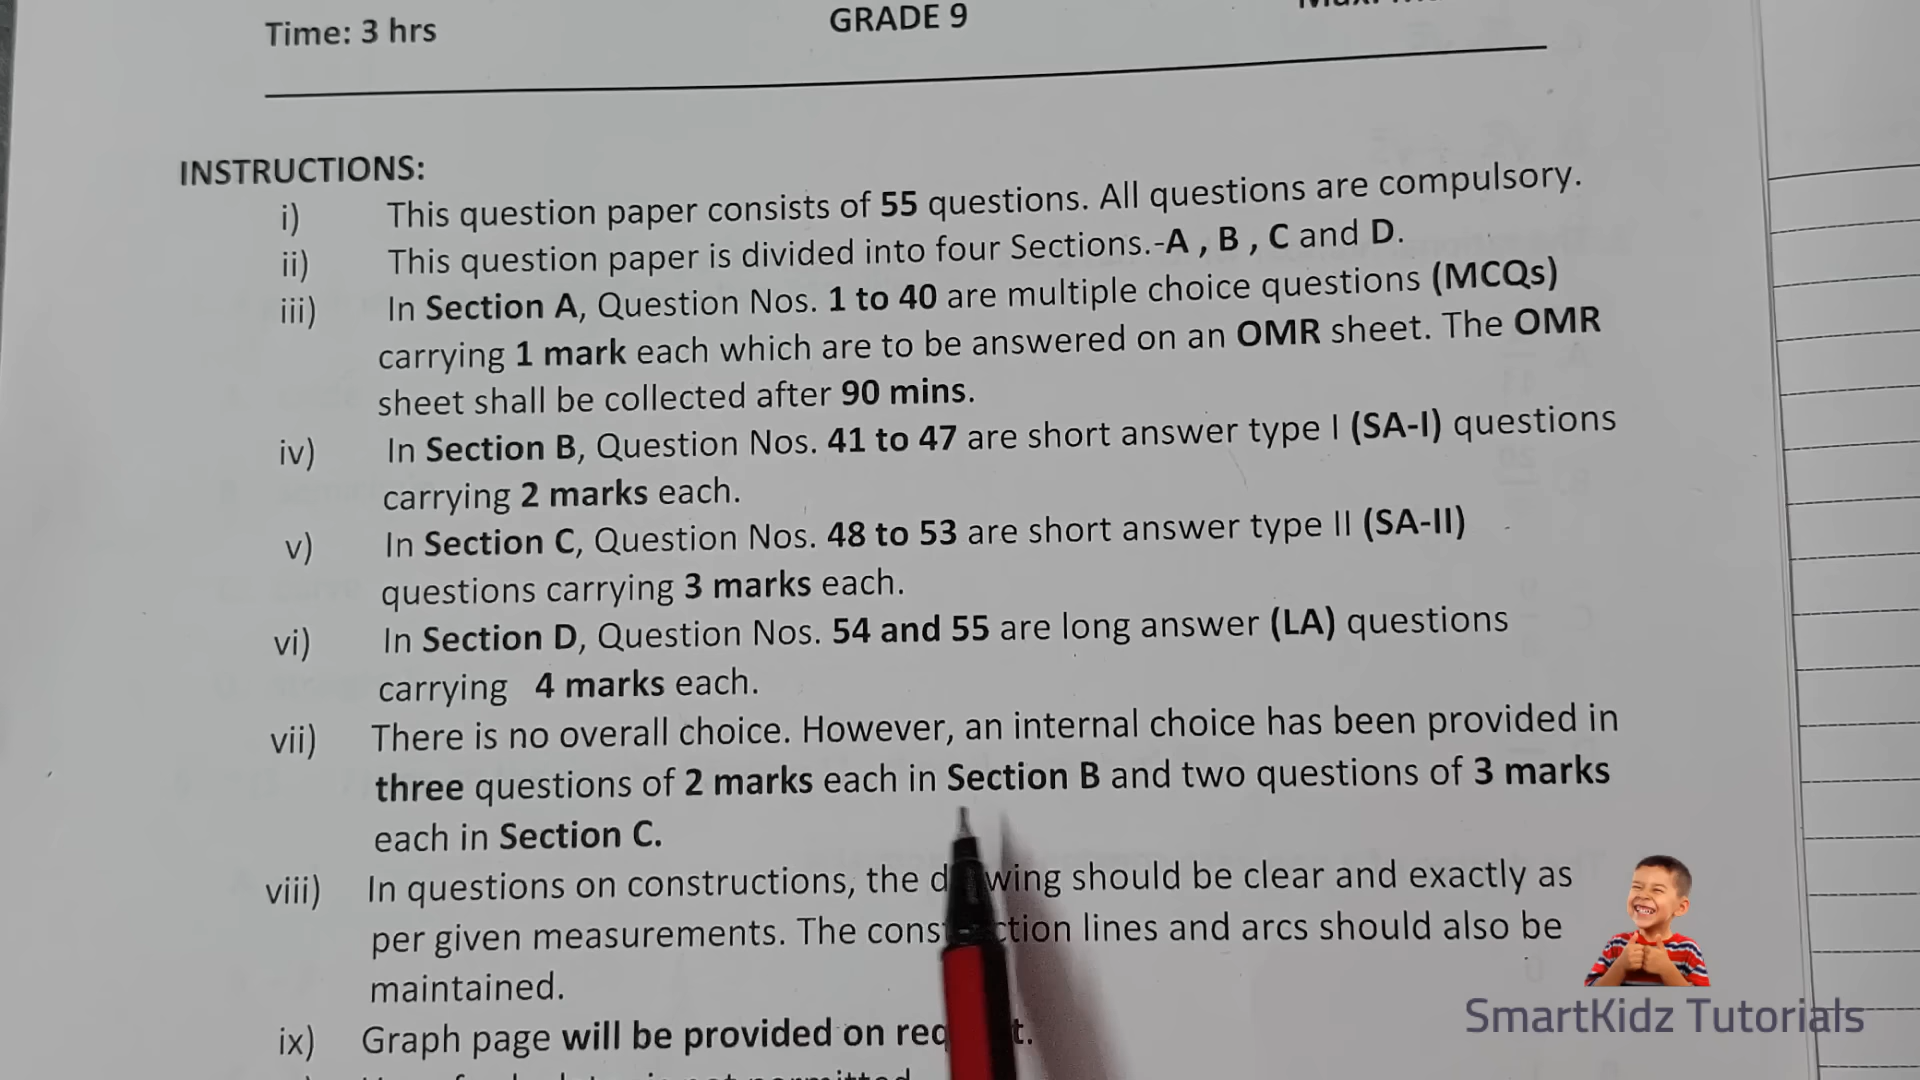 Time: 3 hrs GRADE 9
INSTRUCTIONS:
i) This question paper consists of 55 questions. All questions are compulsory.
ii) This question paper is divided into four Sections.-A , B , C and D.
iii) In Section A, Question Nos. 1 to 40 are multiple choice questions (MCQs)
carrying 1 mark each which are to be answered on an OMR sheet. The OMR
sheet shall be collected after 90 mins.
iv) In Section B, Question Nos. 41 to 47 are short answer type I (SA-I) questions
carrying 2 marks each.
v) In Section C, Question Nos. 48 to 53 are short answer type II (SA-II)
questions carrying 3 marks each.
vi) In Section D, Question Nos. 54 and 55 are long answer (LA) questions
carrying 4 marks each.
vii) There is no overall choice. However, an internal choice has been provided in
three questions of 2 marks each in Section B and two questions of 3 marks
each in Section C.
viii) In questions on constructions, the drawing should be clear and exactly as
per given measurements. The construction lines and arcs should also be
maintained.
ix) Graph page will be provided on request.
SmartKidz Tutorials